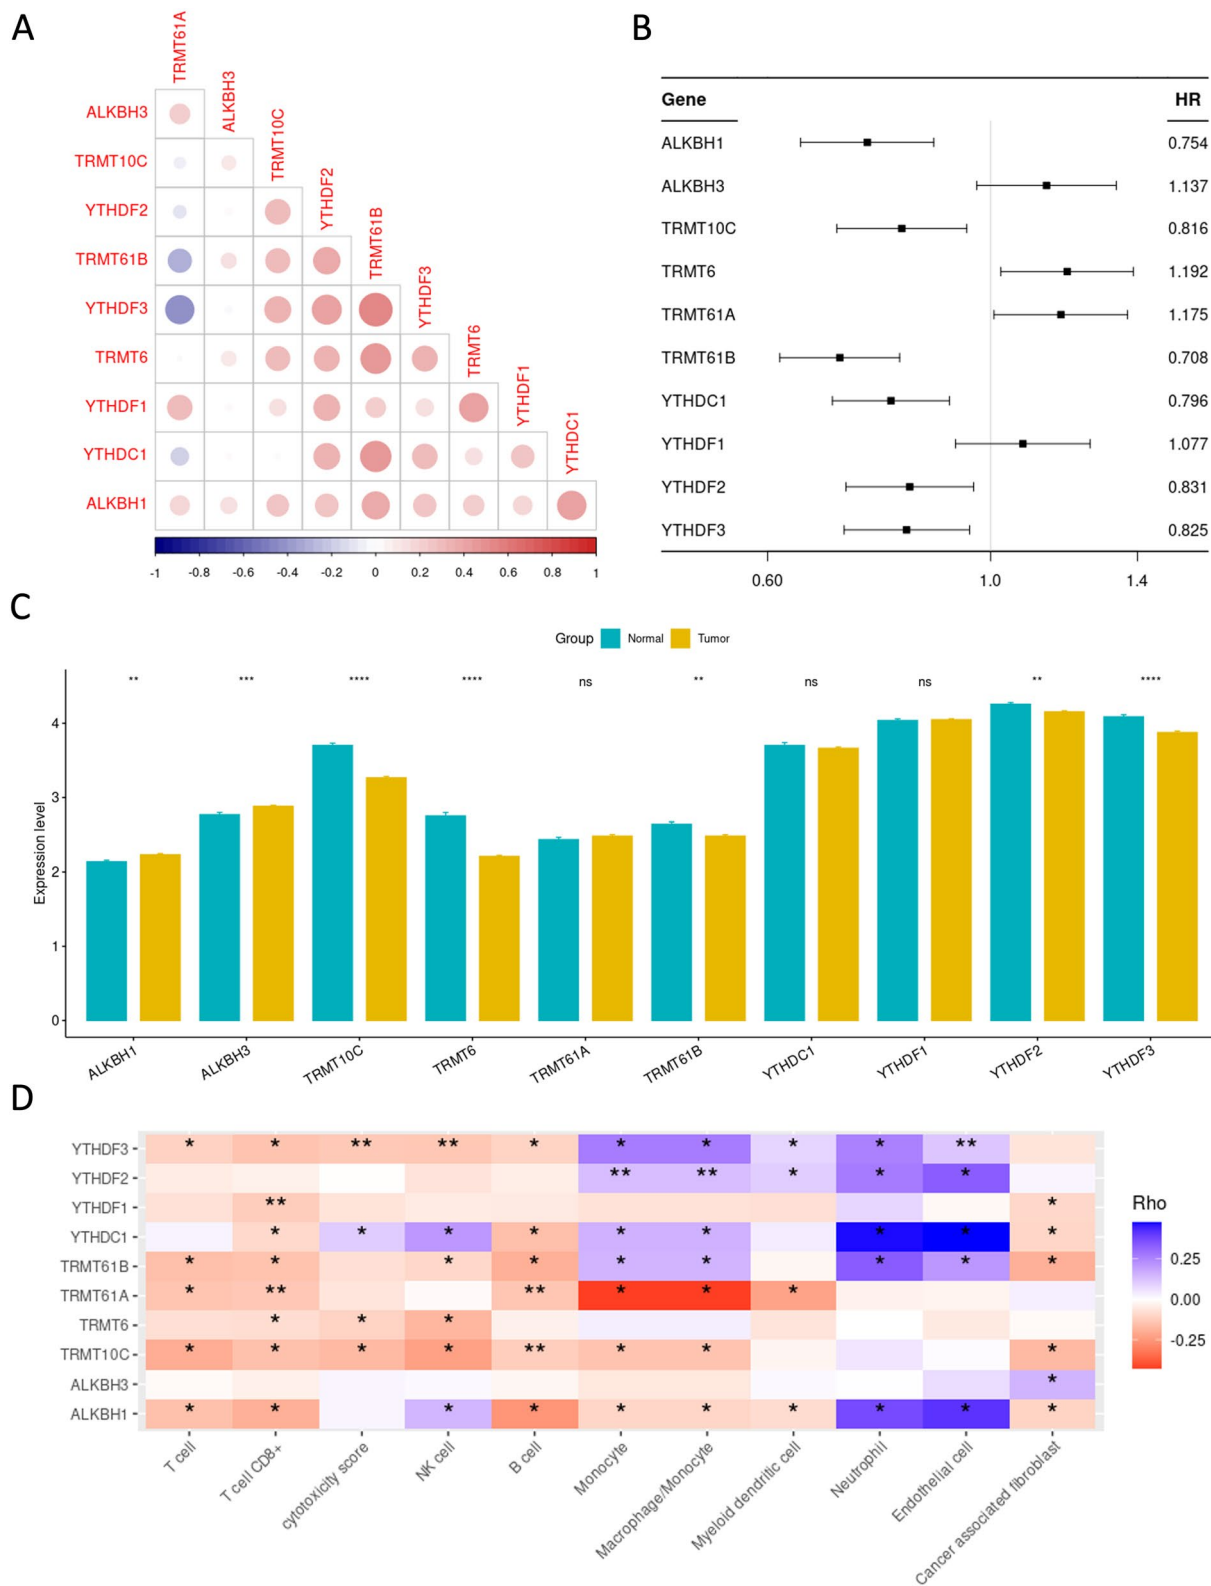 A
TRMT61A
ALKBH3
TRMT10C
YTHDF2
TRMT61B
YTHDF3
TRMT6
YTHDF1
YTHDC1
ALKBH3
TRMT10C
YTHDF2
TRMT61B
YTHDF3
TRMT6
YTHDF1
YTHDC1
ALKBH1
-1 -0.8 -0.6 -0.4 -0.2 0 0.2 0.4 0.6 0.8 1
B
Gene HR
ALKBH1 0.754
ALKBH3 1.137
TRMT10C 0.816
TRMT6 1.192
TRMT61A 1.175
TRMT61B 0.708
YTHDC1 0.796
YTHDF1 1.077
YTHDF2 0.831
YTHDF3 0.825
0.60 1.0 1.4
C
Group Normal Tumor
** *** **** **** ns ** ns ns ** ****
Expression level
4
3
2
1
0
ALKBH1 ALKBH3 TRMT10C TRMT6 TRMT61A TRMT61B YTHDC1 YTHDF1 YTHDF2 YTHDF3
D
YTHDF3 * * ** ** * * * * * **
YTHDF2 ** ** * * *
YTHDF1 ** *
YTHDC1 * * * * * * * * *
TRMT61B * * * * * * * * *
TRMT61A * ** ** * * *
TRMT6 * * *
TRMT10C * * * * ** * * *
ALKBH3 *
ALKBH1 * * * * * * * * * *
T cell
T cell CD8+
cytotoxicity score
NK cell
B cell
Monocyte
Macrophage/Monocyte
Myeloid dendritic cell
Neutrophil
Endothelial cell
Cancer associated fibroblast
Rho
0.25
0.00
-0.25